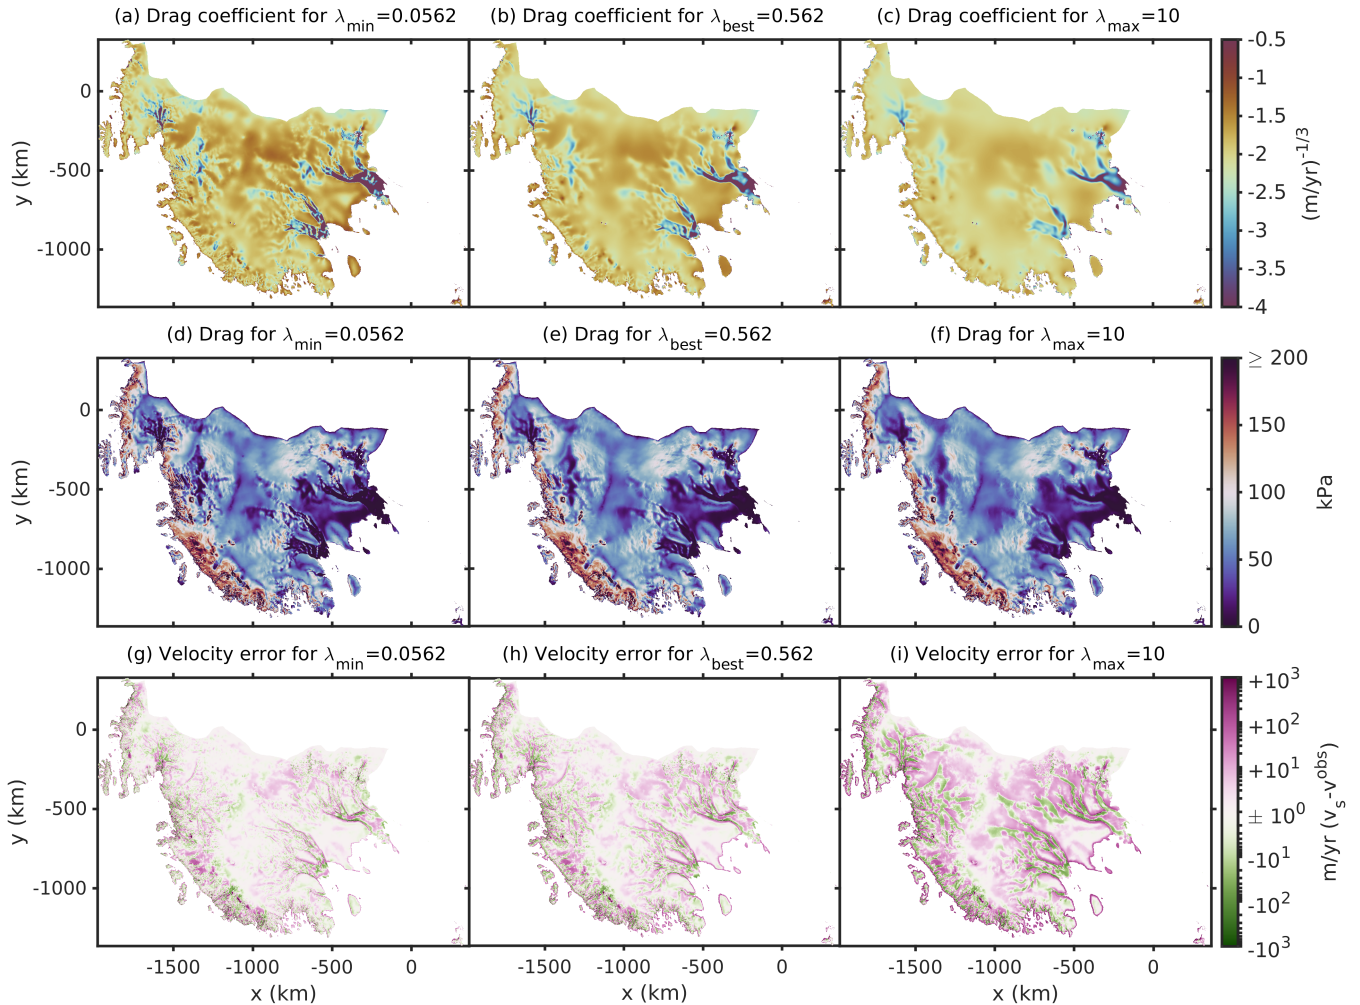 (a) Drag coefficient for λmin=0.0562
(b) Drag coefficient for λbest=0.562
(c) Drag coefficient for λmax=10
0
-500
-1000
y (km)
-0.5
-1
-1.5
-2
-2.5
-3
-3.5
-4
(m/yr)-1/3
(d) Drag for λmin=0.0562
(e) Drag for λbest=0.562
(f) Drag for λmax=10
0
-500
-1000
y (km)
≥ 200
150
100
50
0
kPa
(g) Velocity error for λmin=0.0562
(h) Velocity error for λbest=0.562
(i) Velocity error for λmax=10
0
-500
-1000
y (km)
+10³
+10²
+10¹
± 10⁰
-10¹
-10²
-10³
m/yr (vs-vobs)
-1500 -1000 -500 0
-1500 -1000 -500 0
-1500 -1000 -500 0
x (km)
x (km)
x (km)